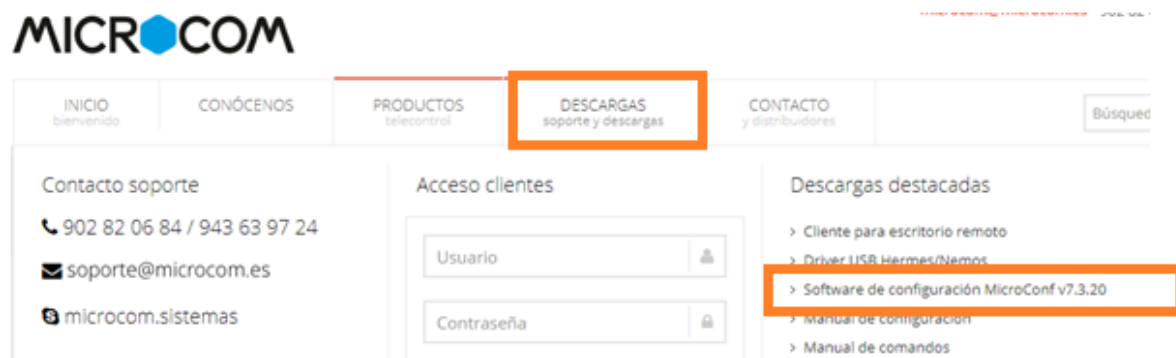 MICROCOM
INICIO
bienvenido
CONÓCENOS
PRODUCTOS
telecontrol
DESCARGAS
soporte y descargas
CONTACTO
y distribuidores
Búsqued
Contacto soporte
902 82 06 84 / 943 63 97 24
soporte@microcom.es
microcom.sistemas
Acceso clientes
Usuario
Contraseña
Descargas destacadas
> Cliente para escritorio remoto
> Driver USB Hermes/Nemos
> Software de configuración MicroConf v7.3.20
> Manual de configuración
> Manual de comandos